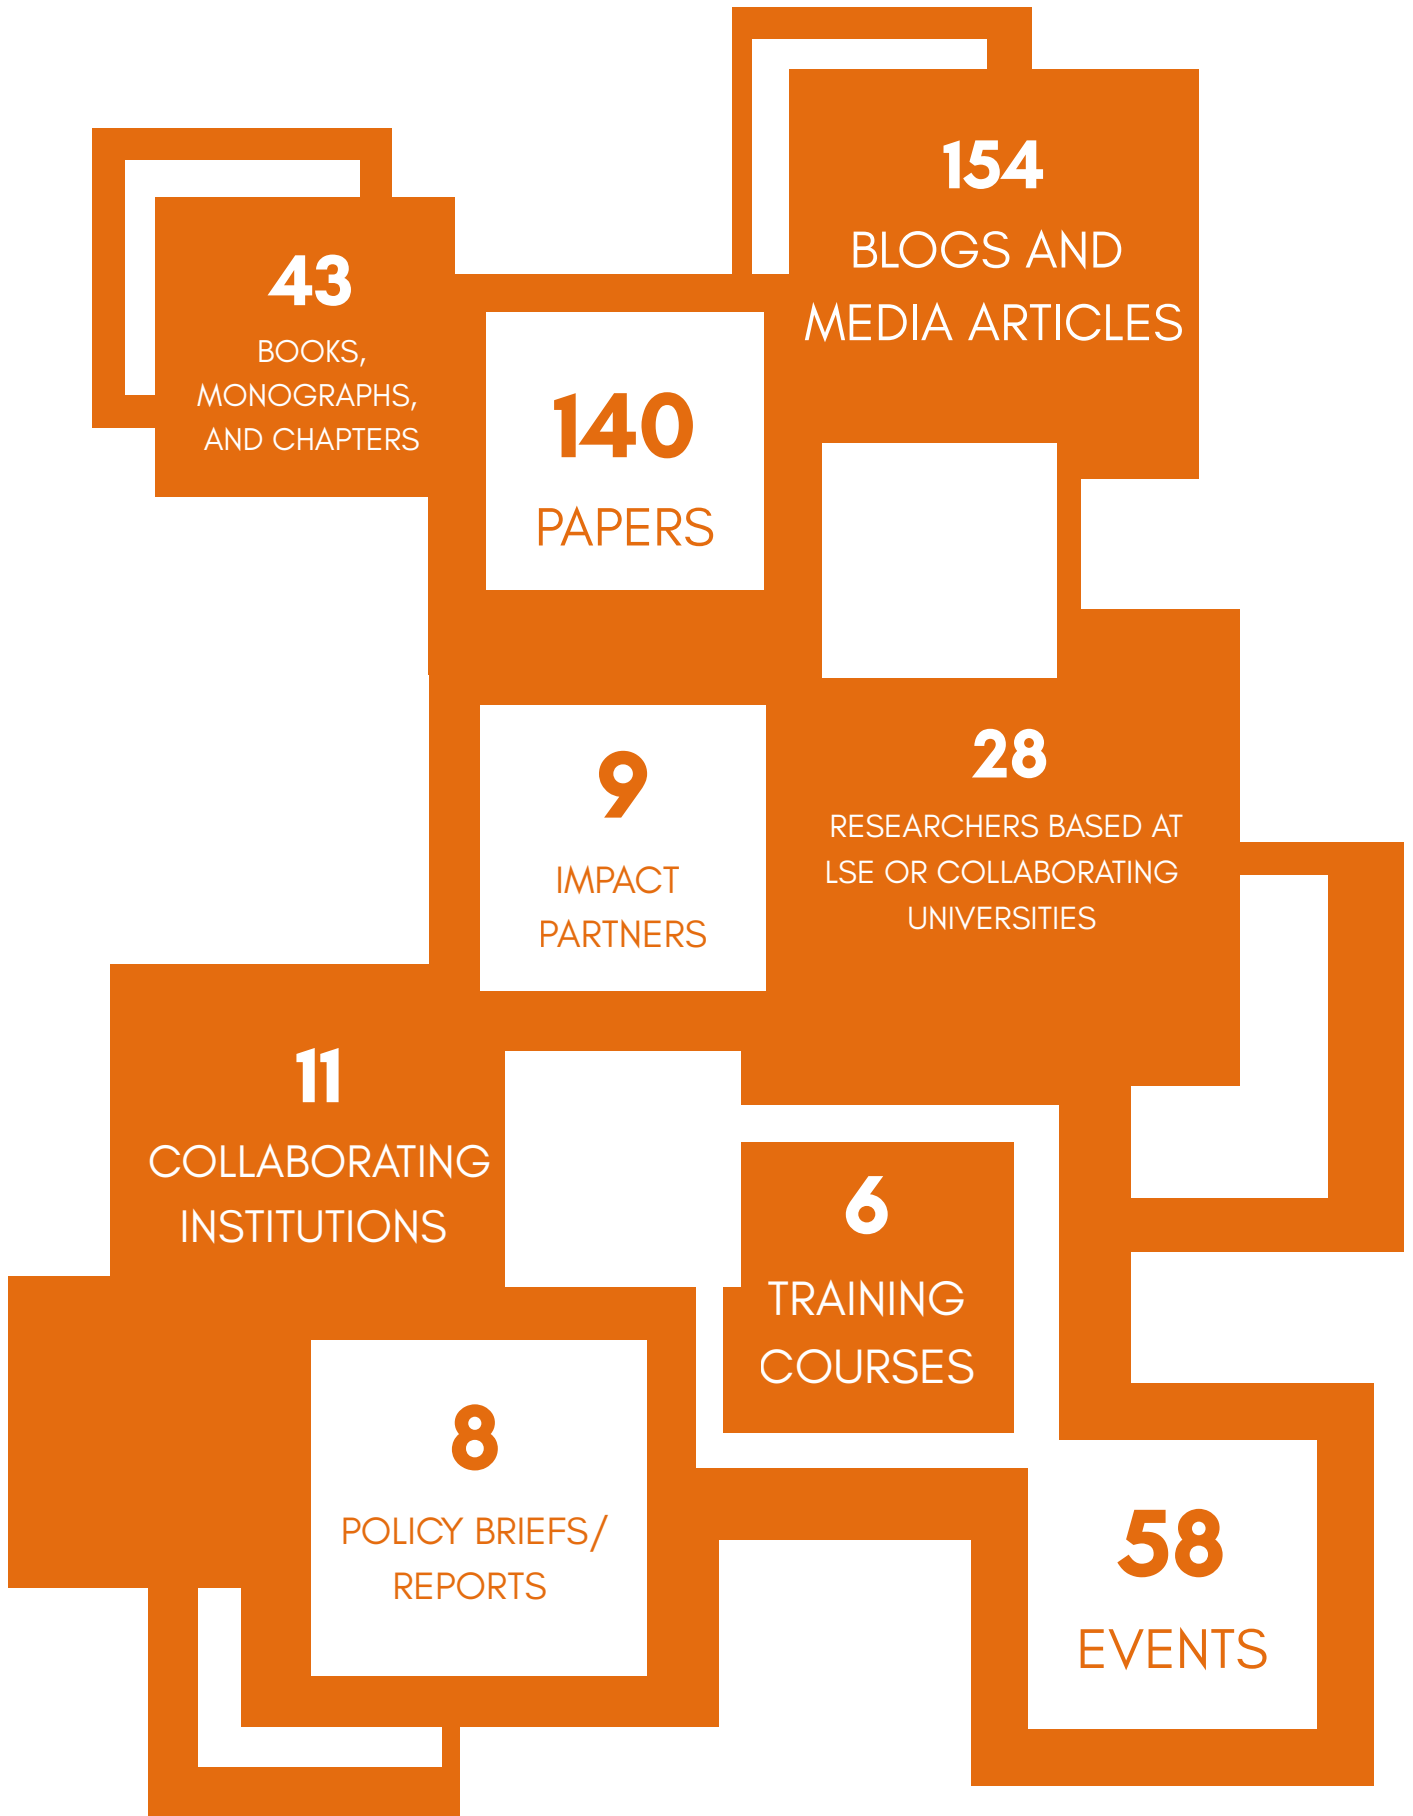 154
BLOGS AND
MEDIA ARTICLES
43
BOOKS,
MONOGRAPHS,
AND CHAPTERS
140
PAPERS
9
IMPACT
PARTNERS
28
RESEARCHERS BASED AT
LSE OR COLLABORATING
UNIVERSITIES
11
COLLABORATING
INSTITUTIONS
6
TRAINING
COURSES
8
POLICY BRIEFS/
REPORTS
58
EVENTS